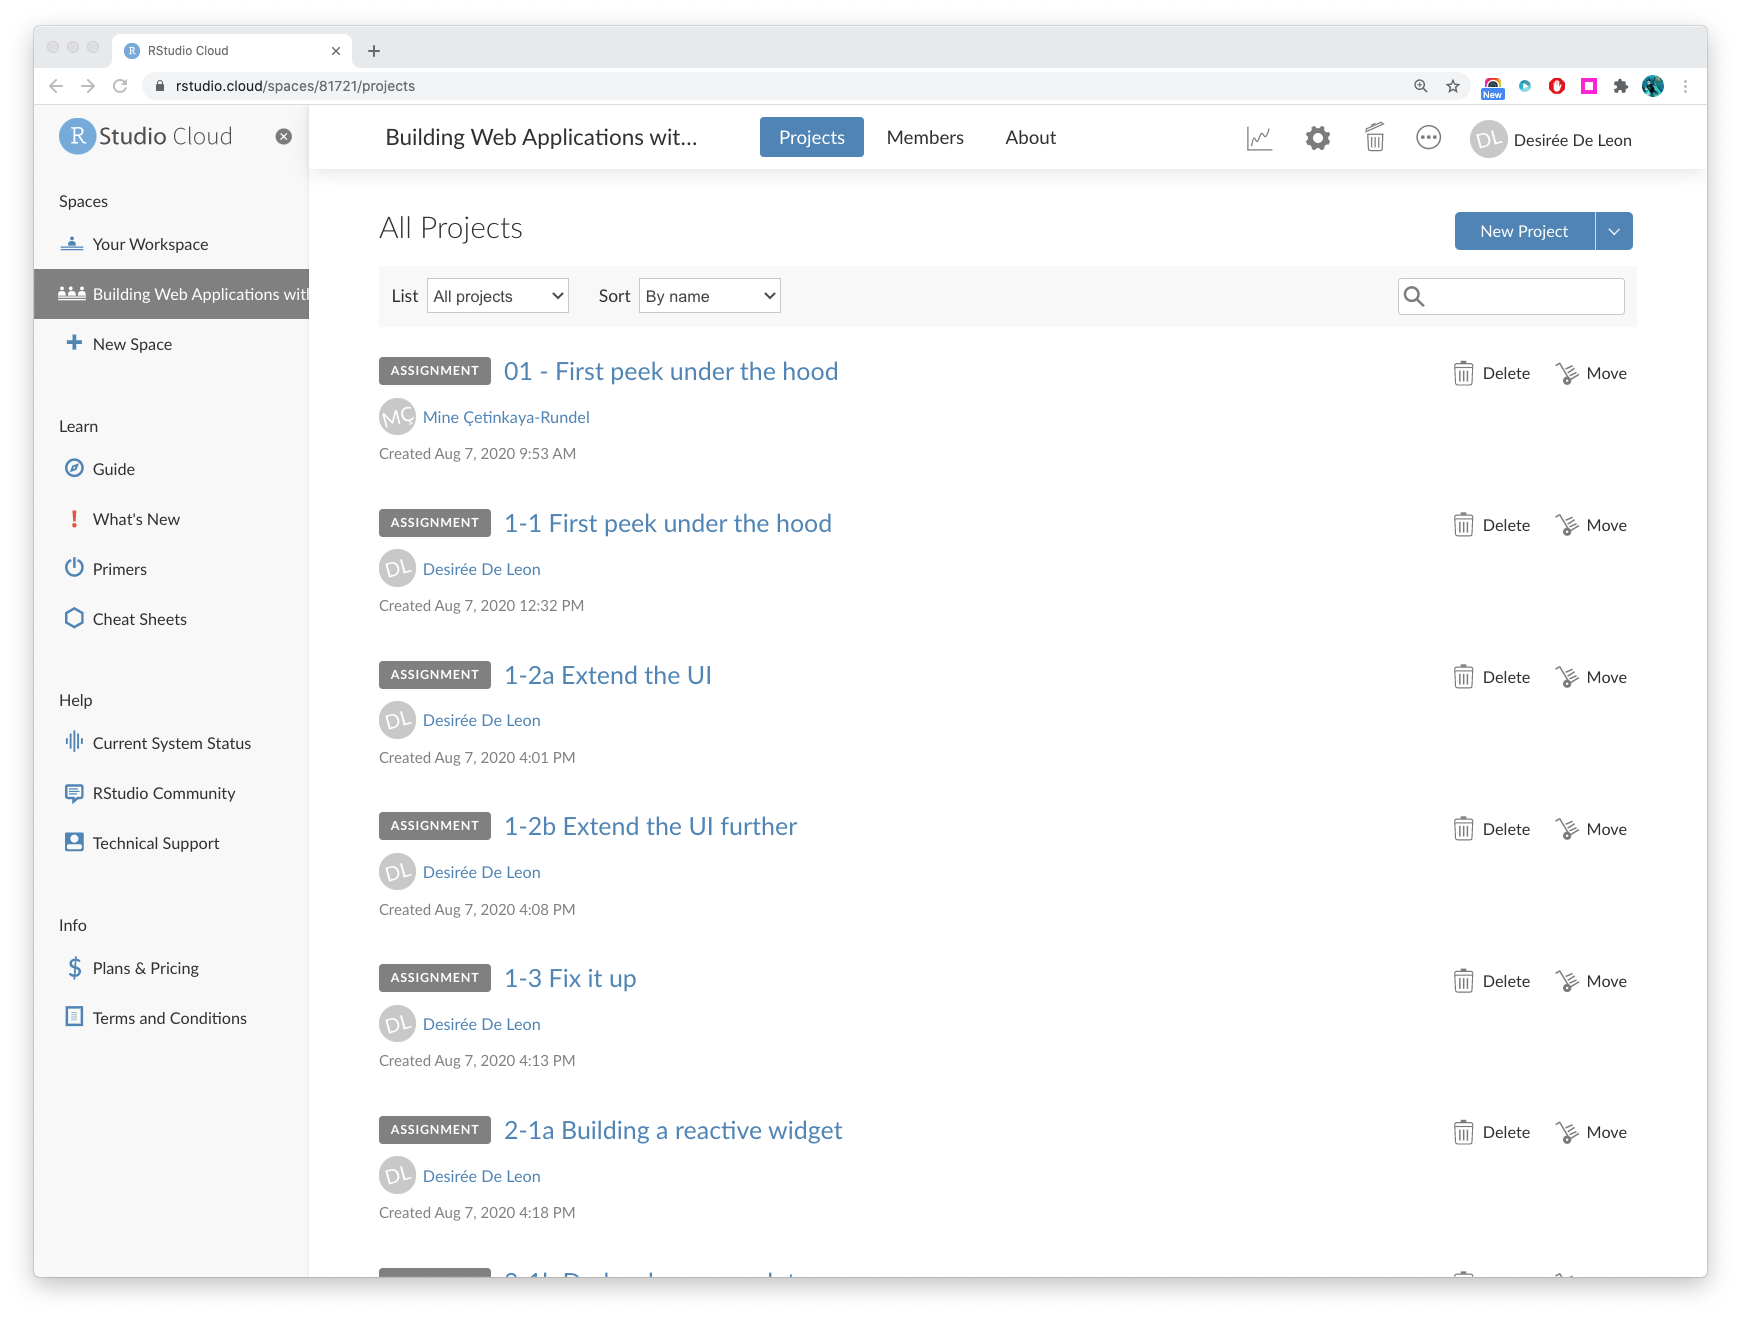 RStudio Cloud
rstudio.cloud/spaces/81721/projects
New
R Studio Cloud
Building Web Applications wit...
Projects
Members
About
DL Desirée De Leon
Spaces
Your Workspace
Building Web Applications with
New Space
Learn
Guide
What's New
Primers
Cheat Sheets
Help
Current System Status
RStudio Community
Technical Support
Info
Plans & Pricing
Terms and Conditions
All Projects
New Project
List All projects Sort By name
ASSIGNMENT 01 - First peek under the hood Delete Move
MÇ Mine Çetinkaya-Rundel
Created Aug 7, 2020 9:53 AM
ASSIGNMENT 1-1 First peek under the hood Delete Move
DL Desirée De Leon
Created Aug 7, 2020 12:32 PM
ASSIGNMENT 1-2a Extend the UI Delete Move
DL Desirée De Leon
Created Aug 7, 2020 4:01 PM
ASSIGNMENT 1-2b Extend the UI further Delete Move
DL Desirée De Leon
Created Aug 7, 2020 4:08 PM
ASSIGNMENT 1-3 Fix it up Delete Move
DL Desirée De Leon
Created Aug 7, 2020 4:13 PM
ASSIGNMENT 2-1a Building a reactive widget Delete Move
DL Desirée De Leon
Created Aug 7, 2020 4:18 PM